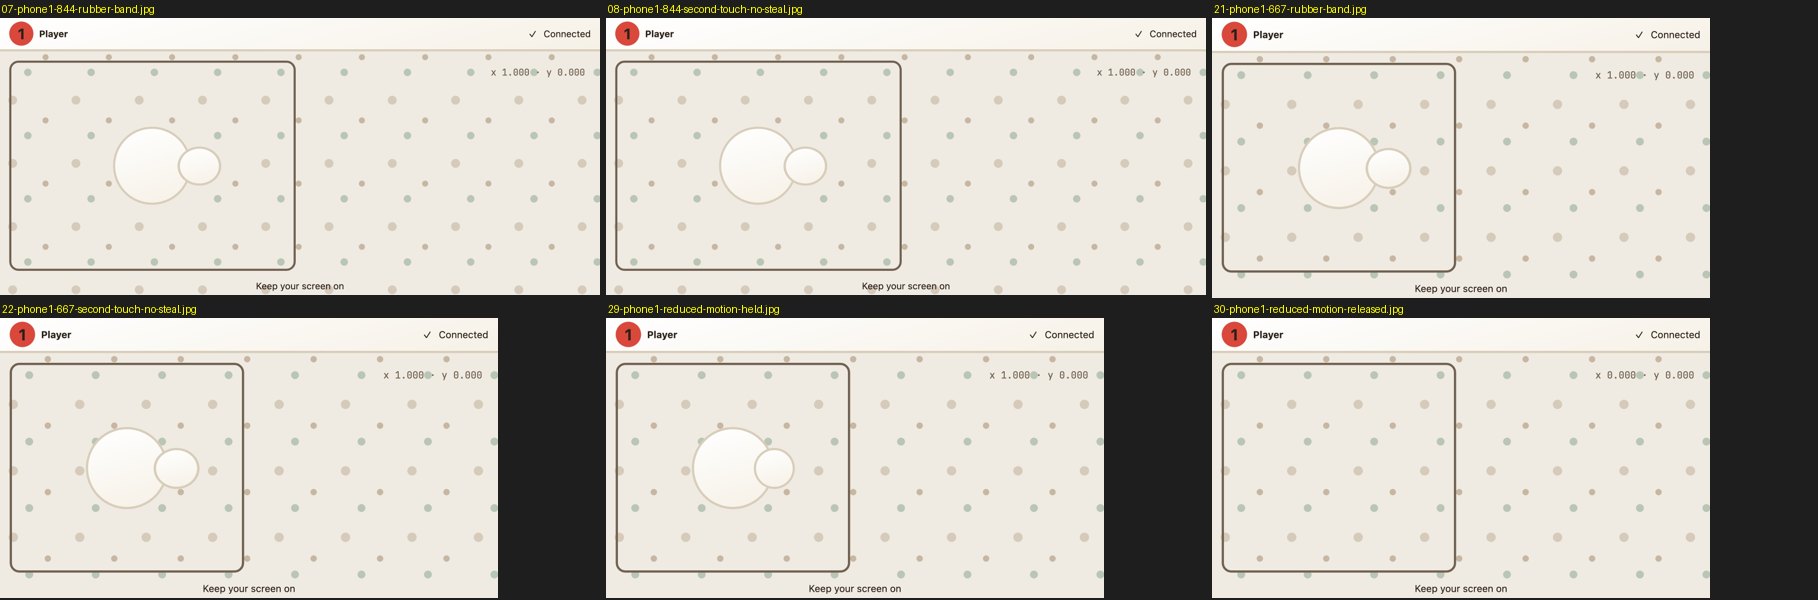 07-phone1-844-rubber-band.jpg
1 Player ✓ Connected
x 1.000 · y 0.000
Keep your screen on
08-phone1-844-second-touch-no-steal.jpg
1 Player ✓ Connected
x 1.000 · y 0.000
Keep your screen on
21-phone1-667-rubber-band.jpg
1 Player ✓ Connected
x 1.000 · y 0.000
Keep your screen on
22-phone1-667-second-touch-no-steal.jpg
1 Player ✓ Connected
x 1.000 · y 0.000
Keep your screen on
29-phone1-reduced-motion-held.jpg
1 Player ✓ Connected
x 1.000 · y 0.000
Keep your screen on
30-phone1-reduced-motion-released.jpg
1 Player ✓ Connected
x 0.000 · y 0.000
Keep your screen on